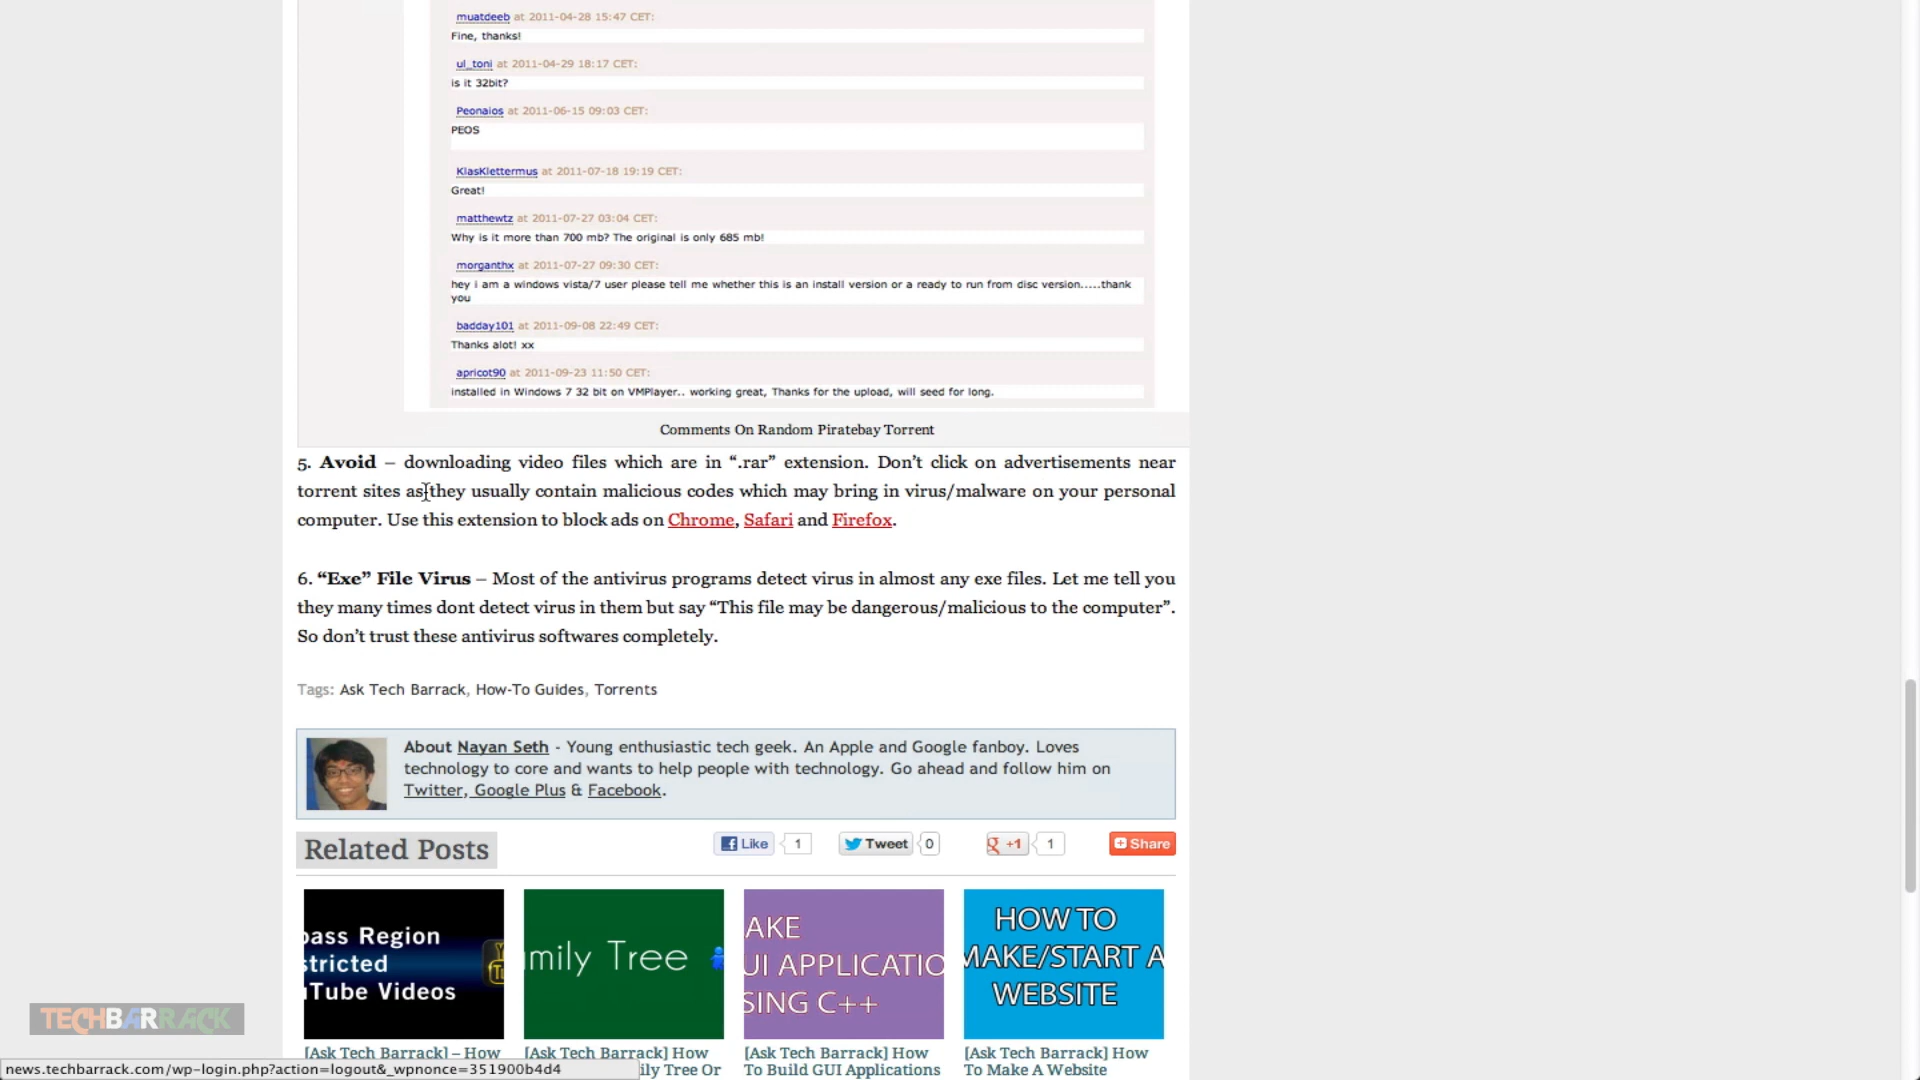 muatdeeb at 2011-04-28 15:47 CET:
Fine, thanks!
ul_toni at 2011-04-29 18:17 CET:
is it 32bit?
Peonaios at 2011-06-15 09:03 CET:
PEOS
KlasKlettermus at 2011-07-18 19:19 CET:
Great!
matthewtz at 2011-07-27 03:04 CET:
Why is it more than 700 mb? The original is only 685 mb!
morganthx at 2011-07-27 09:30 CET:
hey i am a windows vista/7 user please tell me whether this is an install version or a ready to run from disc version.....thank
you
badday101 at 2011-09-08 22:49 CET:
Thanks alot! xx
apricot90 at 2011-09-23 11:50 CET:
installed in Windows 7 32 bit on VMPlayer.. working great, Thanks for the upload, will seed for long.
Comments On Random Piratebay Torrent
5. Avoid – downloading video files which are in “.rar” extension. Don’t click on advertisements near
torrent sites as they usually contain malicious codes which may bring in virus/malware on your personal
computer. Use this extension to block ads on Chrome, Safari and Firefox.
6. “Exe” File Virus – Most of the antivirus programs detect virus in almost any exe files. Let me tell you
they many times dont detect virus in them but say “This file may be dangerous/malicious to the computer”.
So don’t trust these antivirus softwares completely.
Tags: Ask Tech Barrack, How-To Guides, Torrents
About Nayan Seth - Young enthusiastic tech geek. An Apple and Google fanboy. Loves
technology to core and wants to help people with technology. Go ahead and follow him on
Twitter, Google Plus & Facebook.
Related Posts
Like 1 Tweet 0 +1 1 Share
pass Region
stricted
uTube Videos
mily Tree
AKE
UI APPLICATIO
SING C++
HOW TO
MAKE/START A
WEBSITE
TECHBARRACK
[Ask Tech Barrack] – How [Ask Tech Barrack] How [Ask Tech Barrack] How [Ask Tech Barrack] How
ily Tree Or To Build GUI Applications To Make A Website
news.techbarrack.com/wp-login.php?action=logout&_wpnonce=351900b4d4